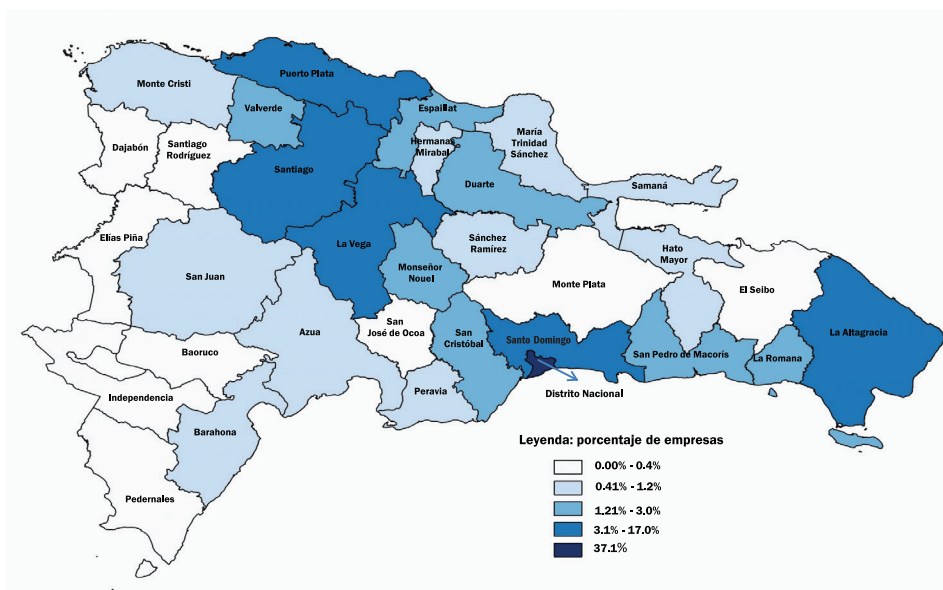 Puerto Plata
Monte Cristi
Valverde
Espaillat
María
Trinidad
Sánchez
Hermanas
Mirabal
Dajabón
Santiago
Rodríguez
Santiago
Duarte
Samaná
Elías Piña
La Vega
Sánchez
Ramírez
Hato
Mayor
San Juan
Monseñor
Nouel
Monte Plata
El Seibo
Azua
San
José de Ocoa
San
Cristóbal
Santo Domingo
La Altagracia
Baoruco
San Pedro de Macorís
La Romana
Independencia
Peravia
Distrito Nacional
Barahona
Pedernales
Leyenda: porcentaje de empresas
0.00% - 0.4%
0.41% - 1.2%
1.21% - 3.0%
3.1% - 17.0%
37.1%